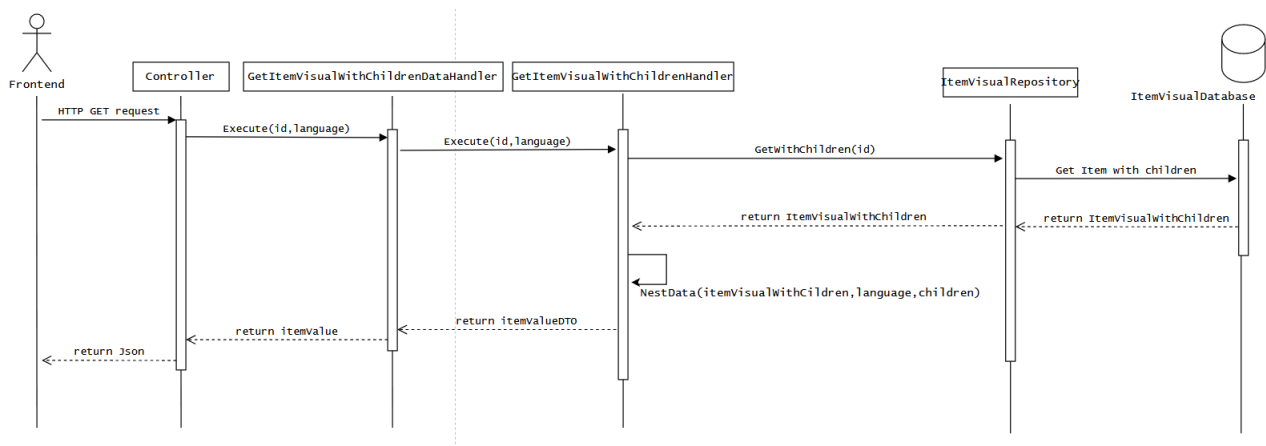 Frontend
Controller
GetItemVisualWithChildrenDataHandler
GetItemVisualWithChildrenHandler
ItemVisualRepository
ItemVisualDatabase
HTTP GET request
Execute(id,language)
Execute(id,language)
GetWithChildren(id)
Get Item with children
return ItemVisualWithChildren
return ItemVisualWithChildren
NestData(itemVisualWithCildren,language,children)
return itemValueDTO
return itemValue
return Json